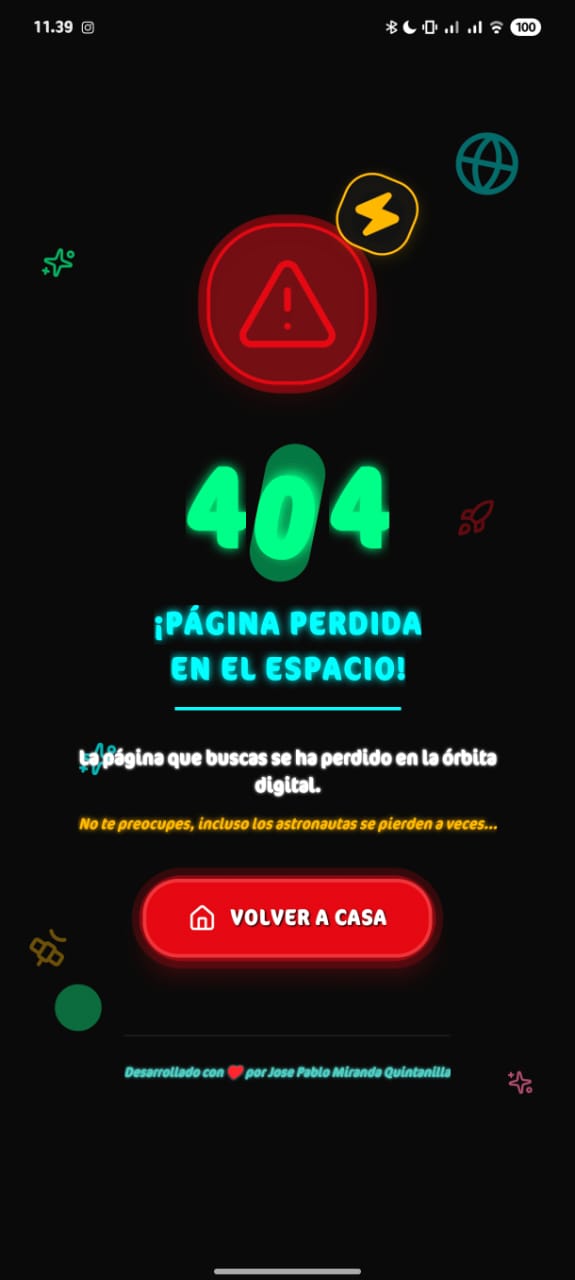 11.39
100
404
¡PÁGINA PERDIDA
EN EL ESPACIO!
La página que buscas se ha perdido en la órbita
digital.
No te preocupes, incluso los astronautas se pierden a veces...
VOLVER A CASA
Desarrollado con ❤️ por Jose Pablo Miranda Quintanilla